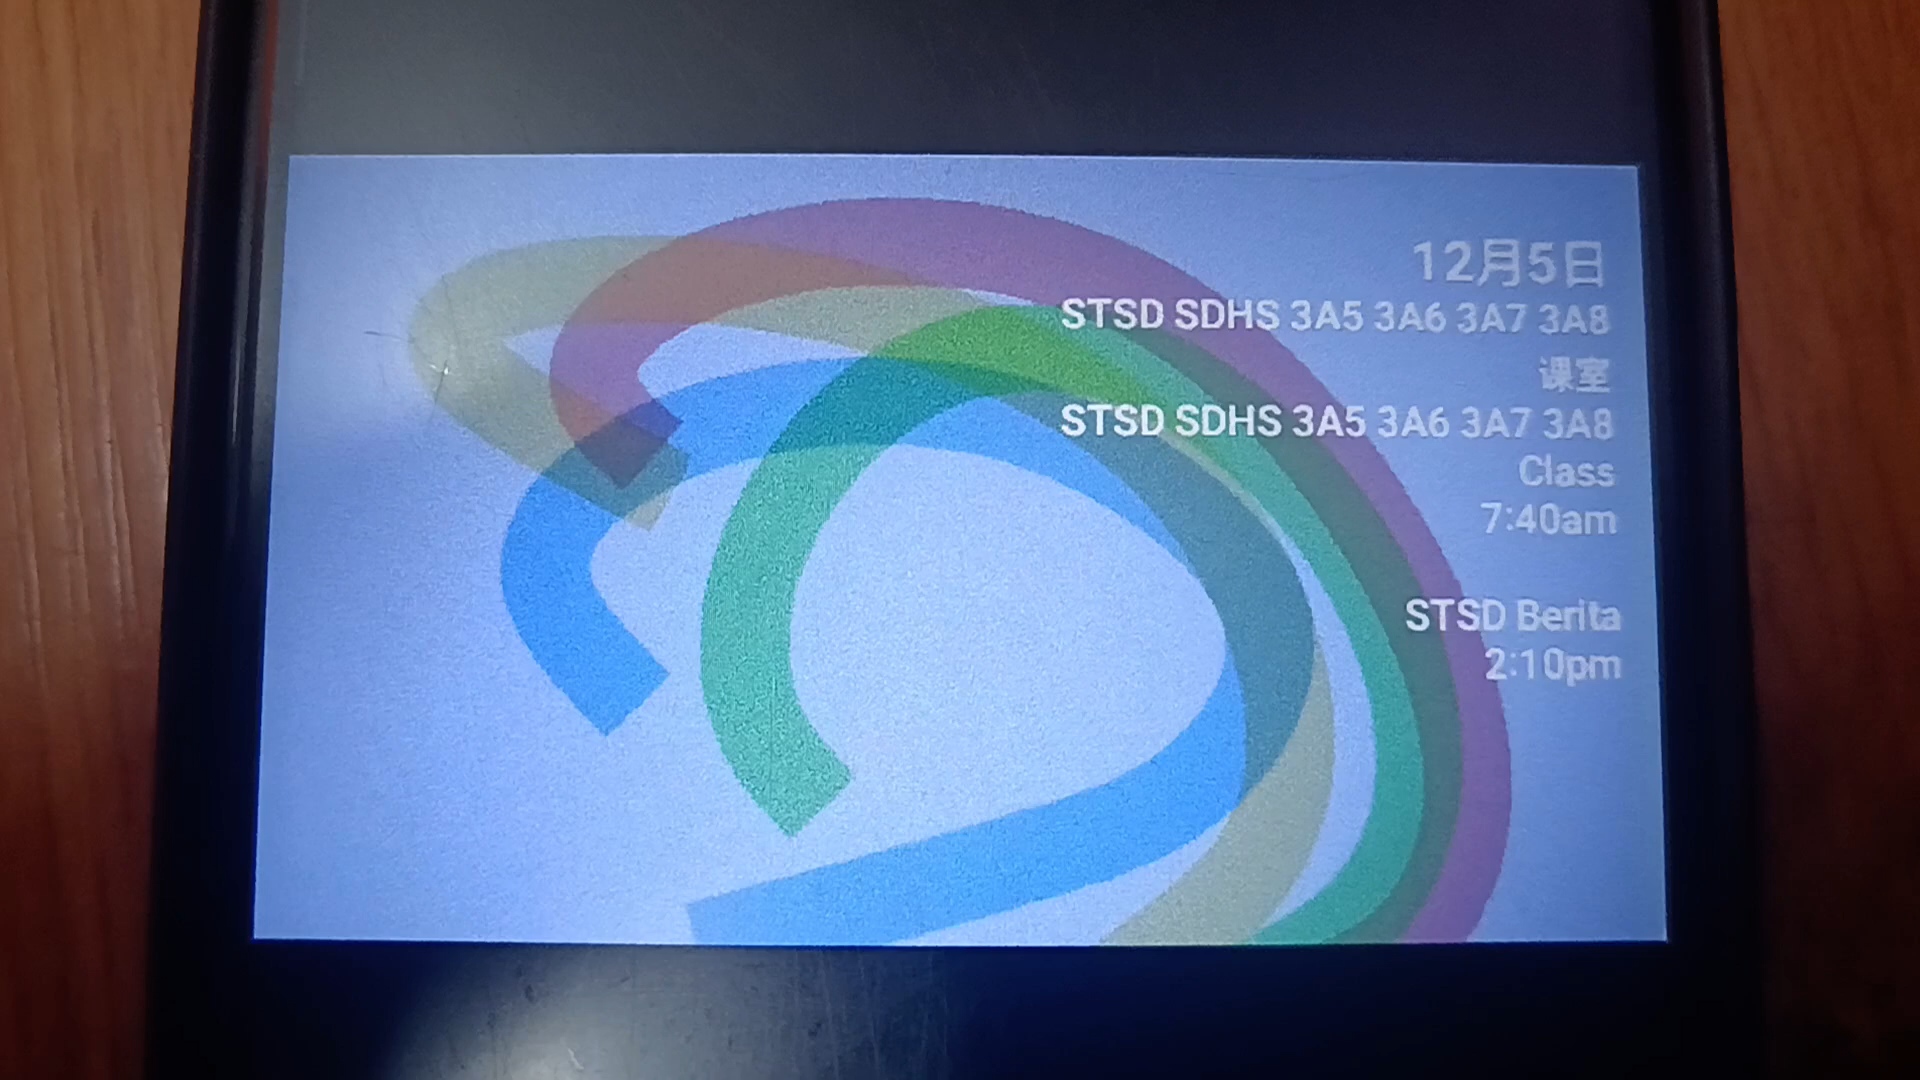 12月5日
STSD SDHS 3A5 3A6 3A7 3A8
课室
STSD SDHS 3A5 3A6 3A7 3A8
Class
7:40am
STSD Berita
2:10pm